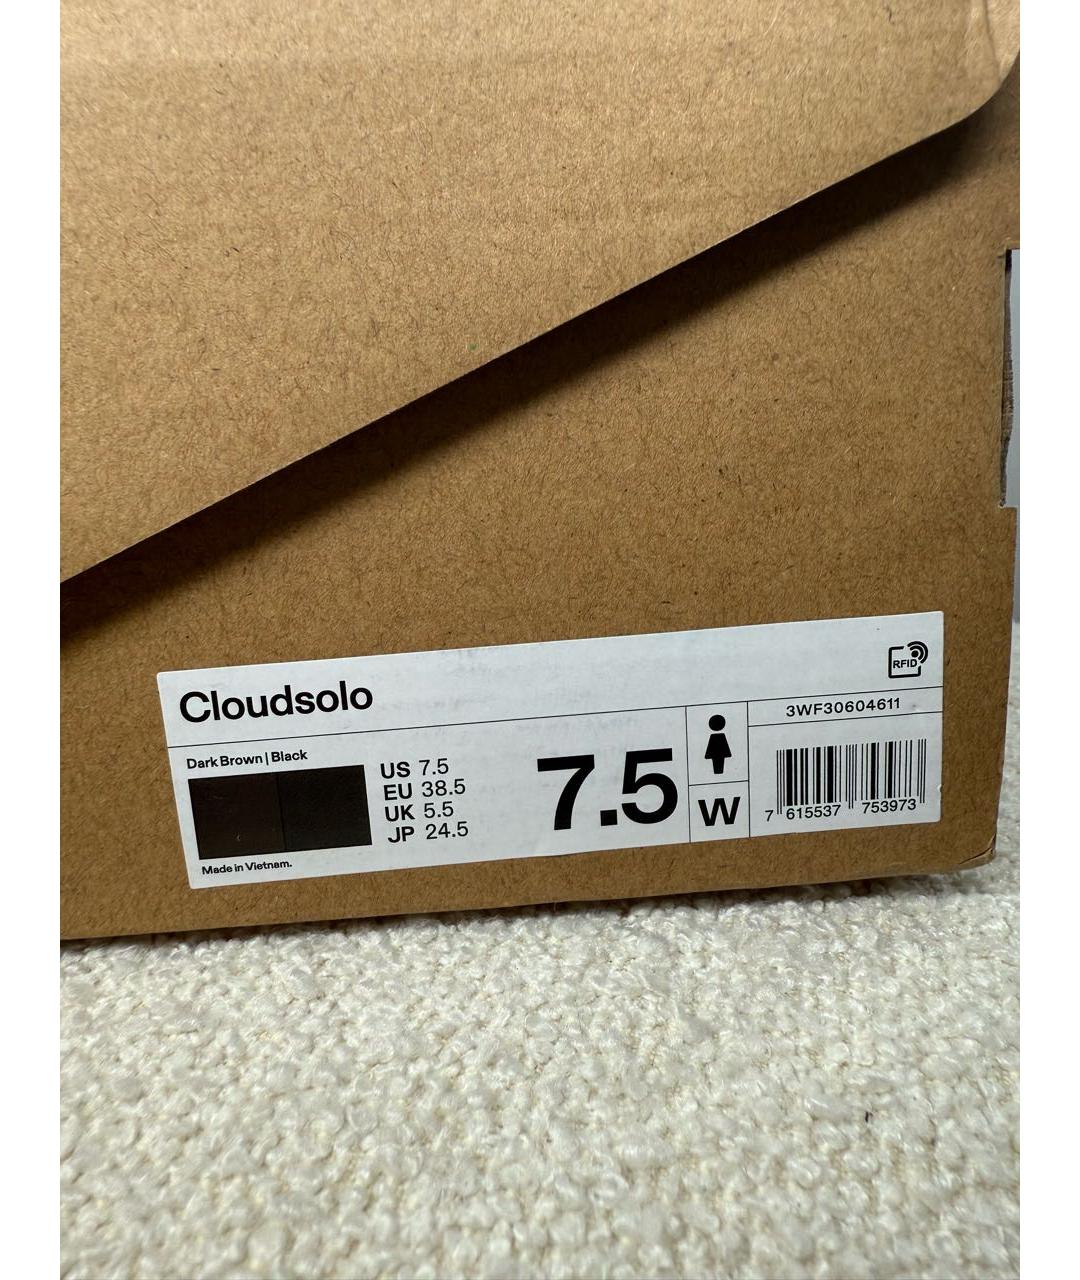 Cloudsolo
RFID
Dark Brown | Black
US 7.5
EU 38.5
UK 5.5
JP 24.5
7.5
W
3WF30604611
7 615537 753973
Made in Vietnam.